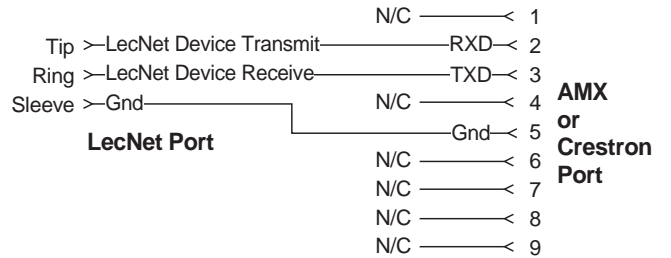 N/C 1
Tip LecNet Device Transmit RXD 2
Ring LecNet Device Receive TXD 3
Sleeve Gnd N/C 4
Gnd 5
LecNet Port
AMX
or
Crestron
Port
N/C 6
N/C 7
N/C 8
N/C 9